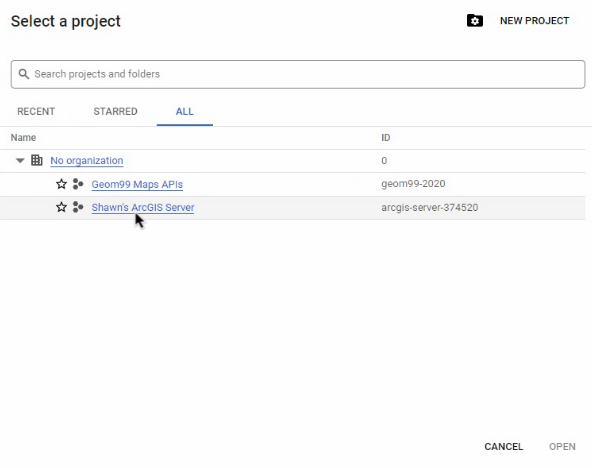 Select a project
NEW PROJECT
Search projects and folders
RECENT STARRED ALL
Name ID
No organization 0
Geom99 Maps APIs geom99-2020
Shawn's ArcGIS Server arcgis-server-374520
CANCEL OPEN